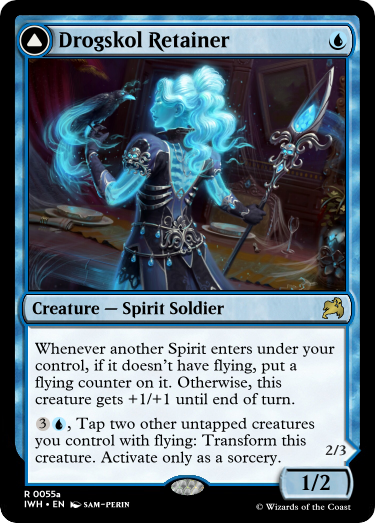 Drogskol Retainer
Creature — Spirit Soldier
Whenever another Spirit enters under your
control, if it doesn't have flying, put a
flying counter on it. Otherwise, this
creature gets +1/+1 until end of turn.
3, Tap two other untapped creatures
you control with flying: Transform this
creature. Activate only as a sorcery.
2/3
1/2
R 0055a
IWH • EN SAM-PERIN
© Wizards of the Coast